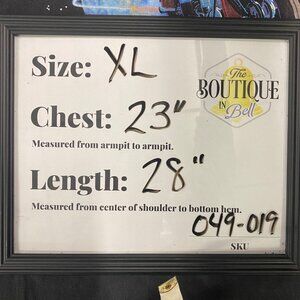 Size: XL
The
BOUTIQUE
IN
Bell
Chest: 23"
Measured from armpit to armpit.
Length: 28"
Measured from center of shoulder to bottom hem.
049-019
SKU